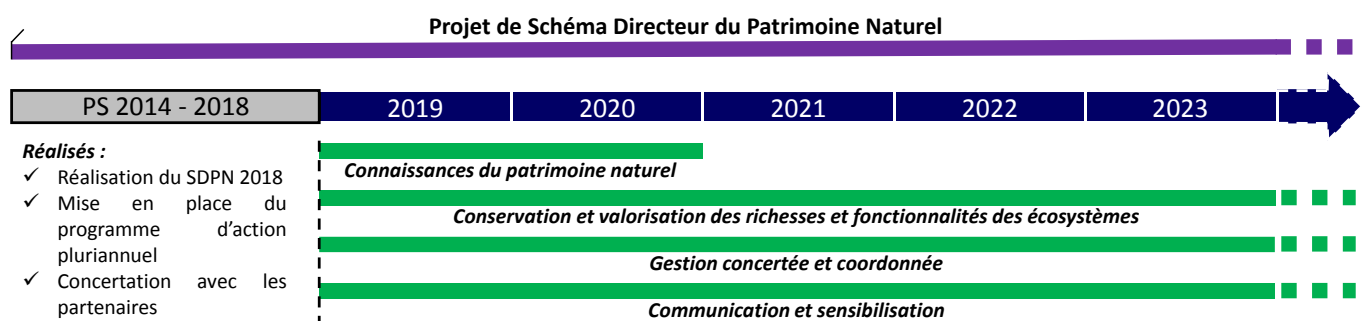 Projet de Schéma Directeur du Patrimoine Naturel
PS 2014 - 2018
2019
2020
2021
2022
2023
Réalisés :
✓ Réalisation du SDPN 2018
✓ Mise en place du
programme d'action
pluriannuel
✓ Concertation avec les
partenaires
Connaissances du patrimoine naturel
Conservation et valorisation des richesses et fonctionnalités des écosystèmes
Gestion concertée et coordonnée
Communication et sensibilisation